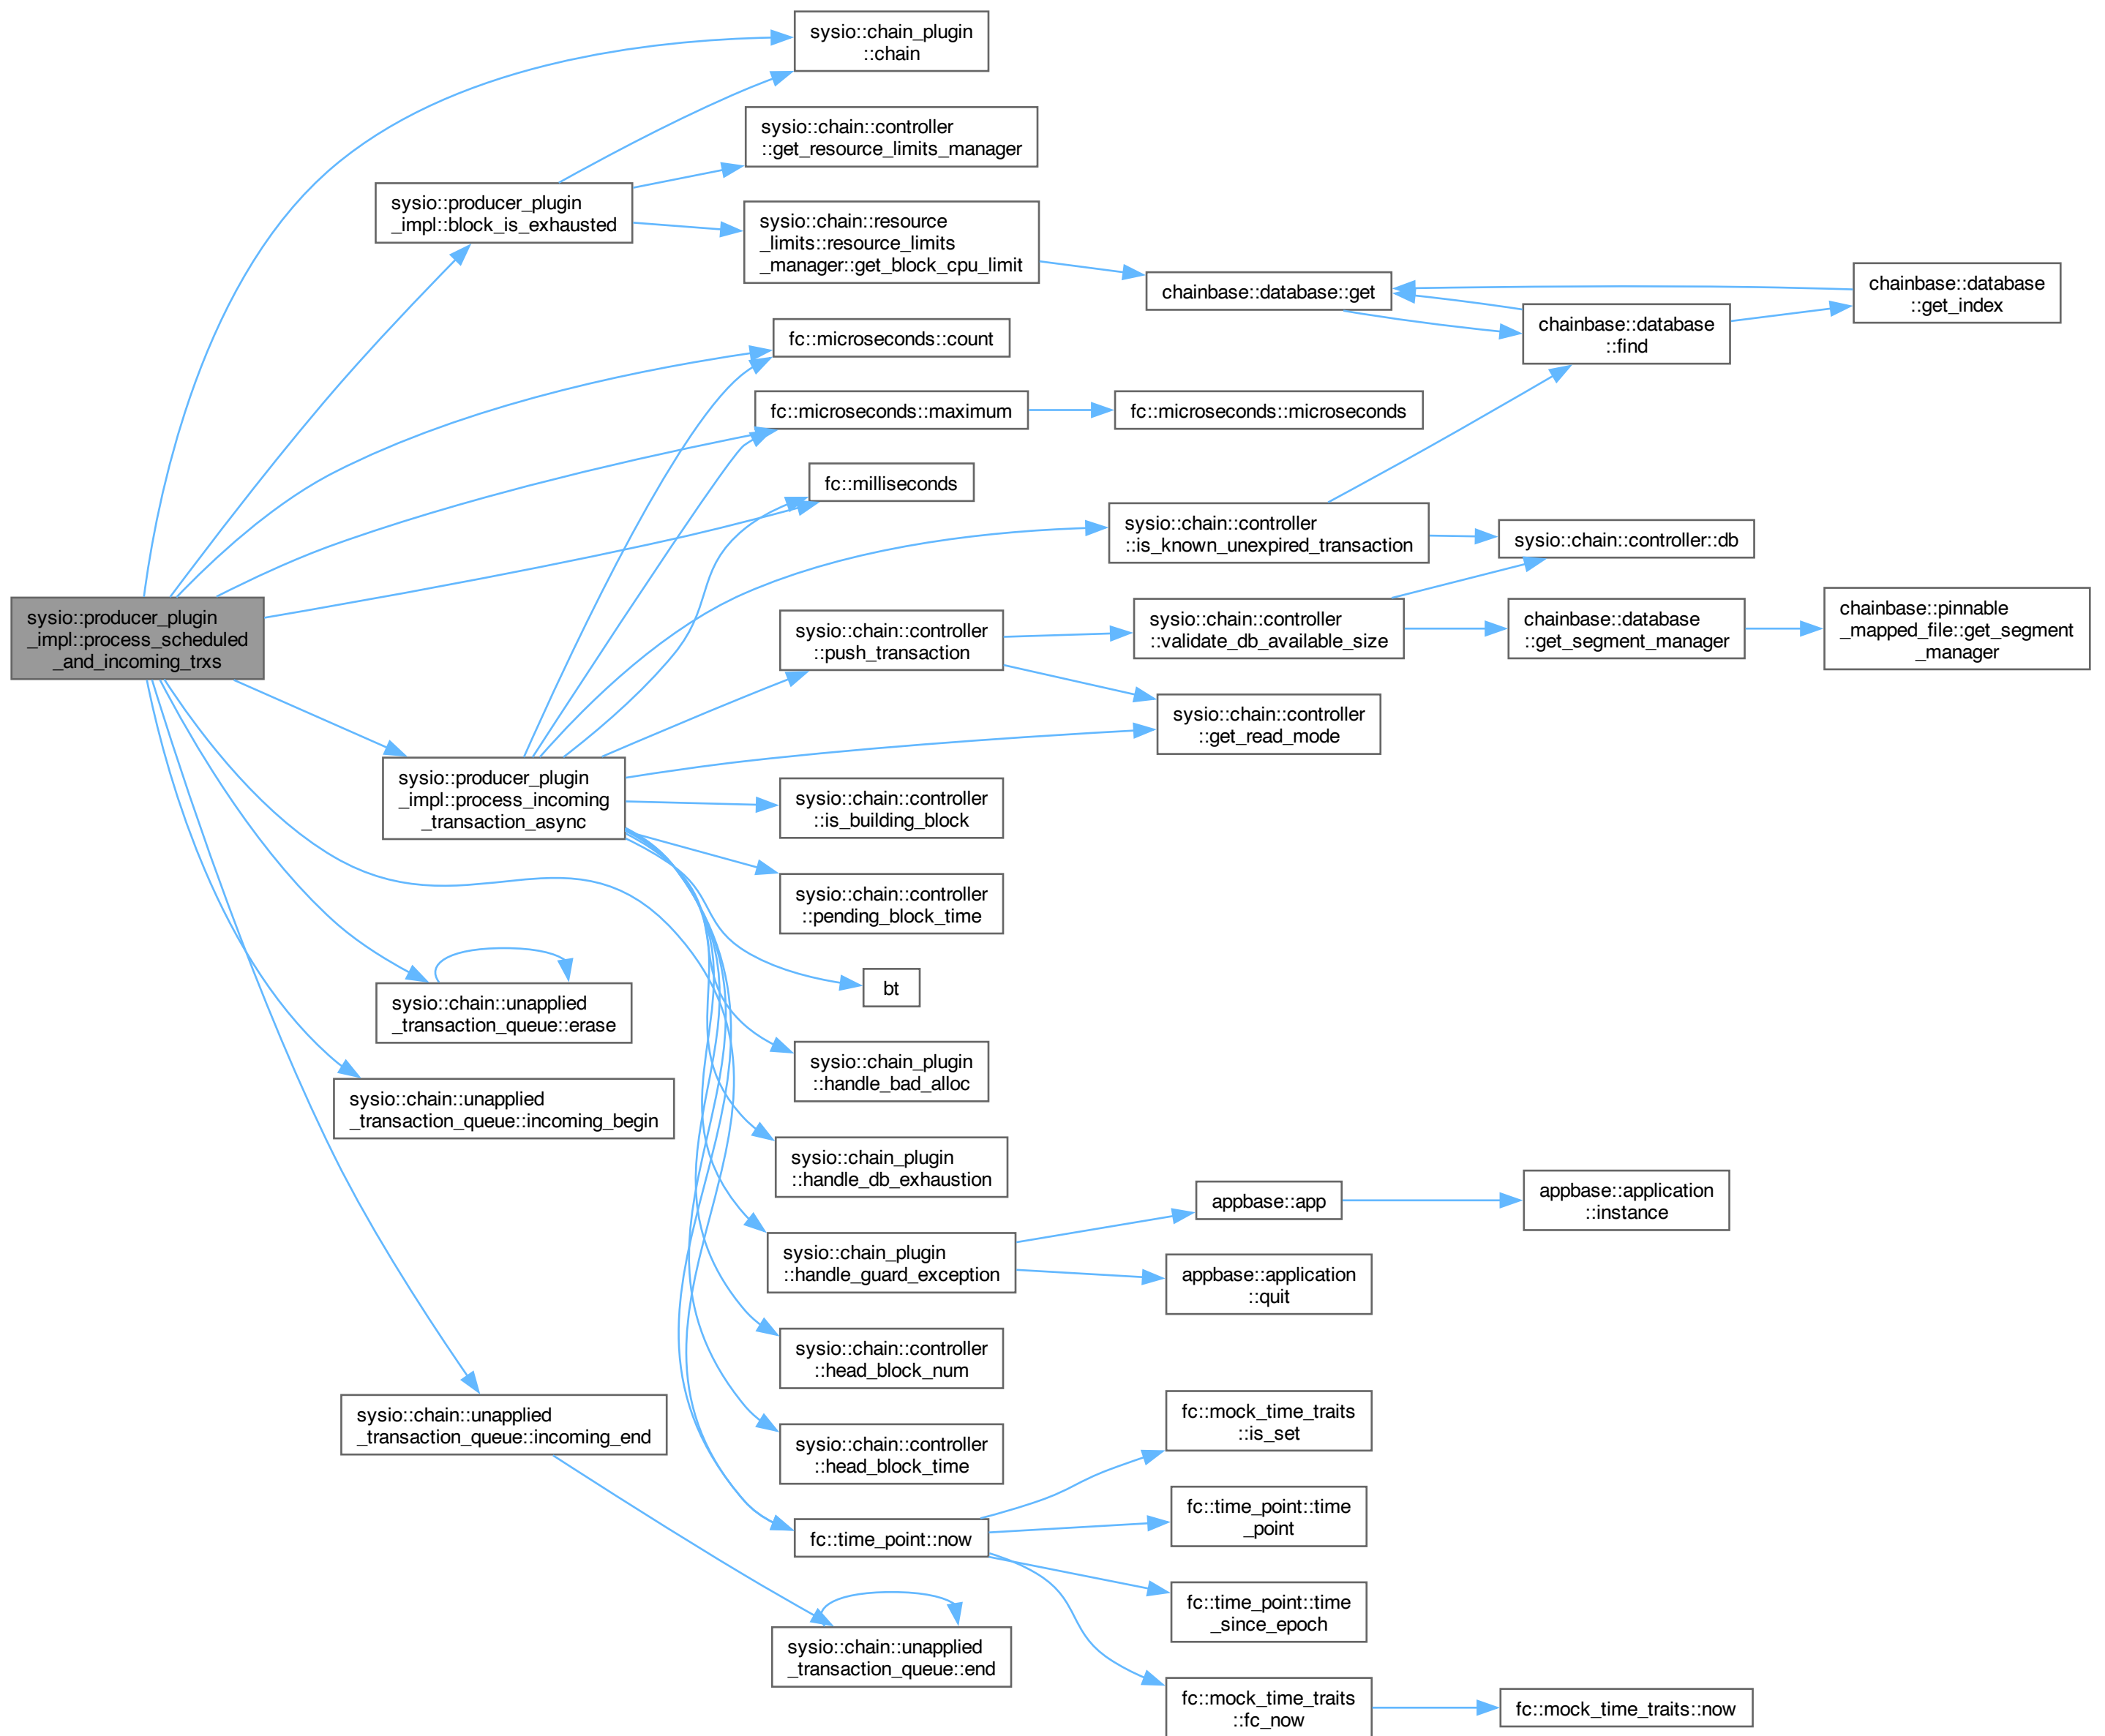 sysio::chain_plugin
::chain
sysio::chain::controller
::get_resource_limits_manager
sysio::producer_plugin
_impl::block_is_exhausted
sysio::chain::resource
_limits::resource_limits
_manager::get_block_cpu_limit
chainbase::database::get
chainbase::database
::get_index
chainbase::database
::find
fc::microseconds::count
fc::microseconds::maximum
fc::microseconds::microseconds
fc::milliseconds
sysio::chain::controller
::is_known_unexpired_transaction
sysio::chain::controller::db
sysio::producer_plugin
_impl::process_scheduled
_and_incoming_trxs
sysio::chain::controller
::push_transaction
sysio::chain::controller
::validate_db_available_size
chainbase::database
::get_segment_manager
chainbase::pinnable
_mapped_file::get_segment
_manager
sysio::chain::controller
::get_read_mode
sysio::producer_plugin
_impl::process_incoming
_transaction_async
sysio::chain::controller
::is_building_block
sysio::chain::controller
::pending_block_time
bt
sysio::chain::unapplied
_transaction_queue::erase
sysio::chain_plugin
::handle_bad_alloc
sysio::chain::unapplied
_transaction_queue::incoming_begin
sysio::chain_plugin
::handle_db_exhaustion
sysio::chain_plugin
::handle_guard_exception
appbase::app
appbase::application
::instance
appbase::application
::quit
sysio::chain::controller
::head_block_num
sysio::chain::unapplied
_transaction_queue::incoming_end
sysio::chain::controller
::head_block_time
fc::mock_time_traits
::is_set
fc::time_point::now
fc::time_point::time
_point
fc::time_point::time
_since_epoch
sysio::chain::unapplied
_transaction_queue::end
fc::mock_time_traits
::fc_now
fc::mock_time_traits::now